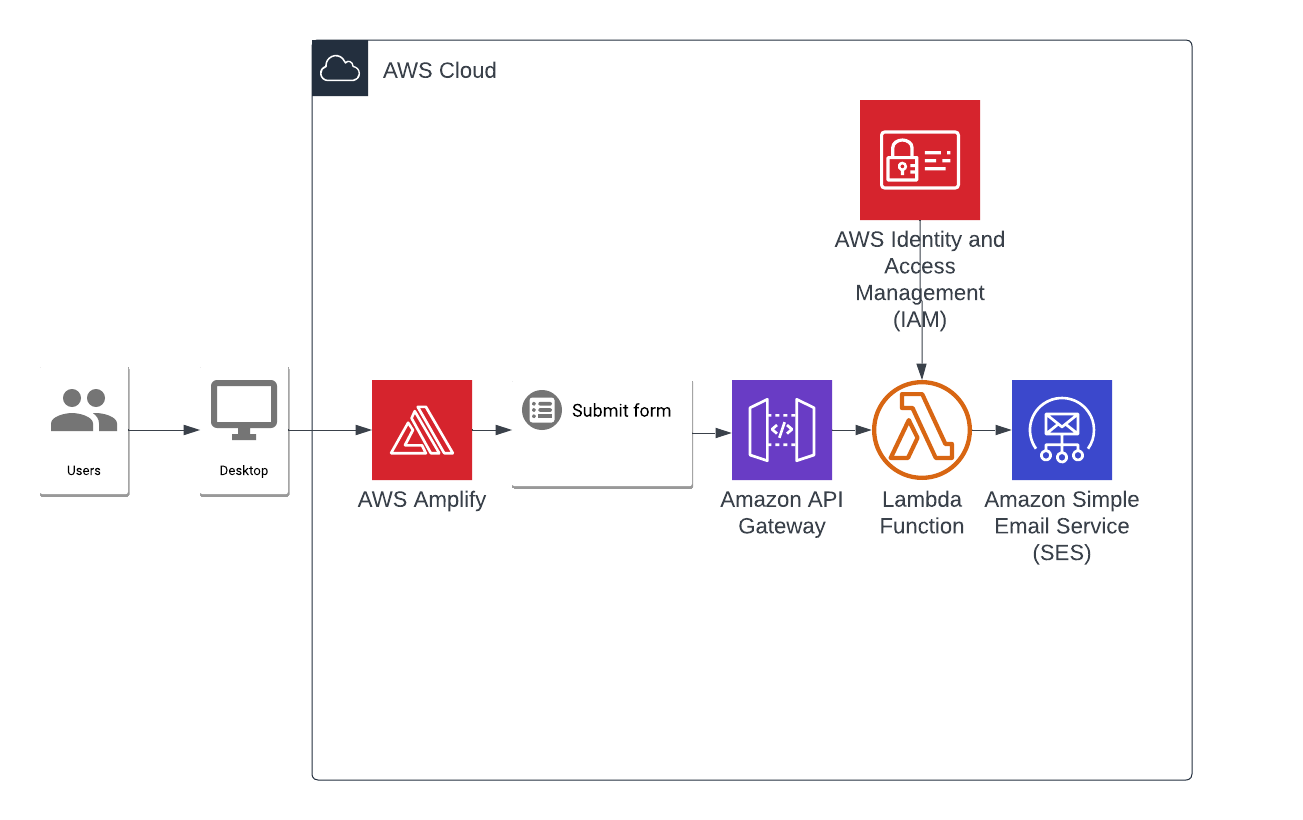 AWS Cloud
AWS Identity and
Access
Management
(IAM)
Users
Desktop
AWS Amplify
Submit form
Amazon API
Gateway
Lambda
Function
Amazon Simple
Email Service
(SES)